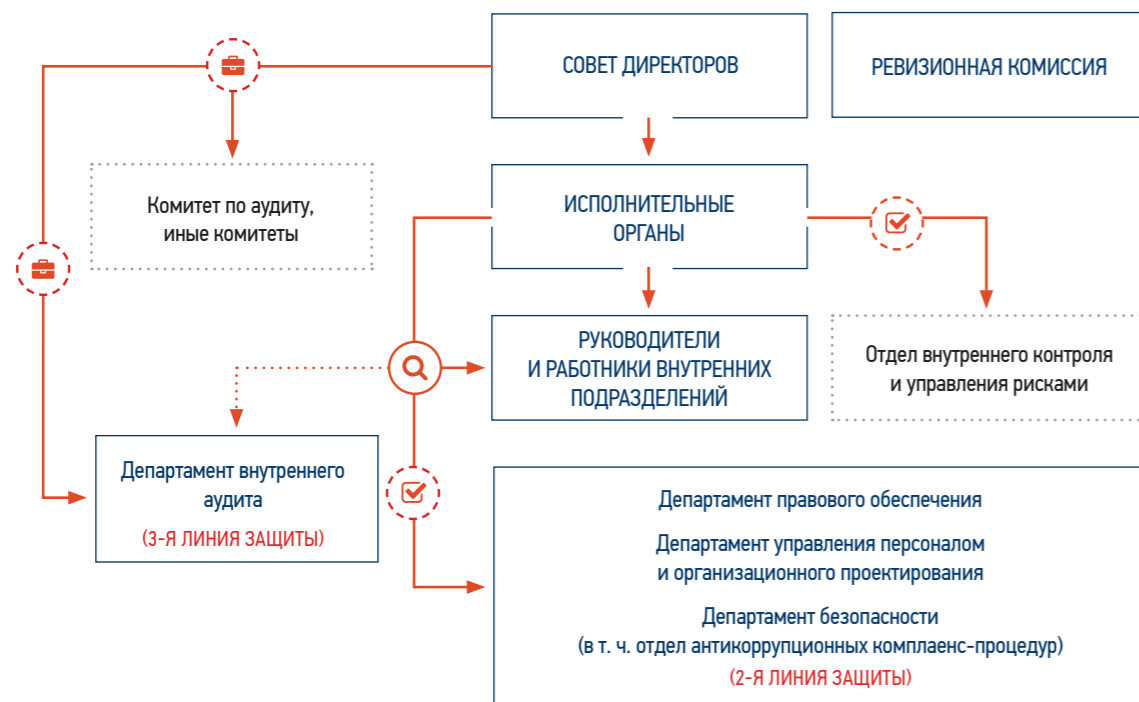 СОВЕТ ДИРЕКТОРОВ
РЕВИЗИОННАЯ КОМИССИЯ
Комитет по аудиту,
иные комитеты
ИСПОЛНИТЕЛЬНЫЕ
ОРГАНЫ
РУКОВОДИТЕЛИ
И РАБОТНИКИ ВНУТРЕННИХ
ПОДРАЗДЕЛЕНИЙ
Отдел внутреннего контроля
и управления рисками
Департамент внутреннего
аудита
(3-Я ЛИНИЯ ЗАЩИТЫ)
Департамент правового обеспечения
Департамент управления персоналом
и организационного проектирования
Департамент безопасности
(в т. ч. отдел антикоррупционных комплаенс-процедур)
(2-Я ЛИНИЯ ЗАЩИТЫ)